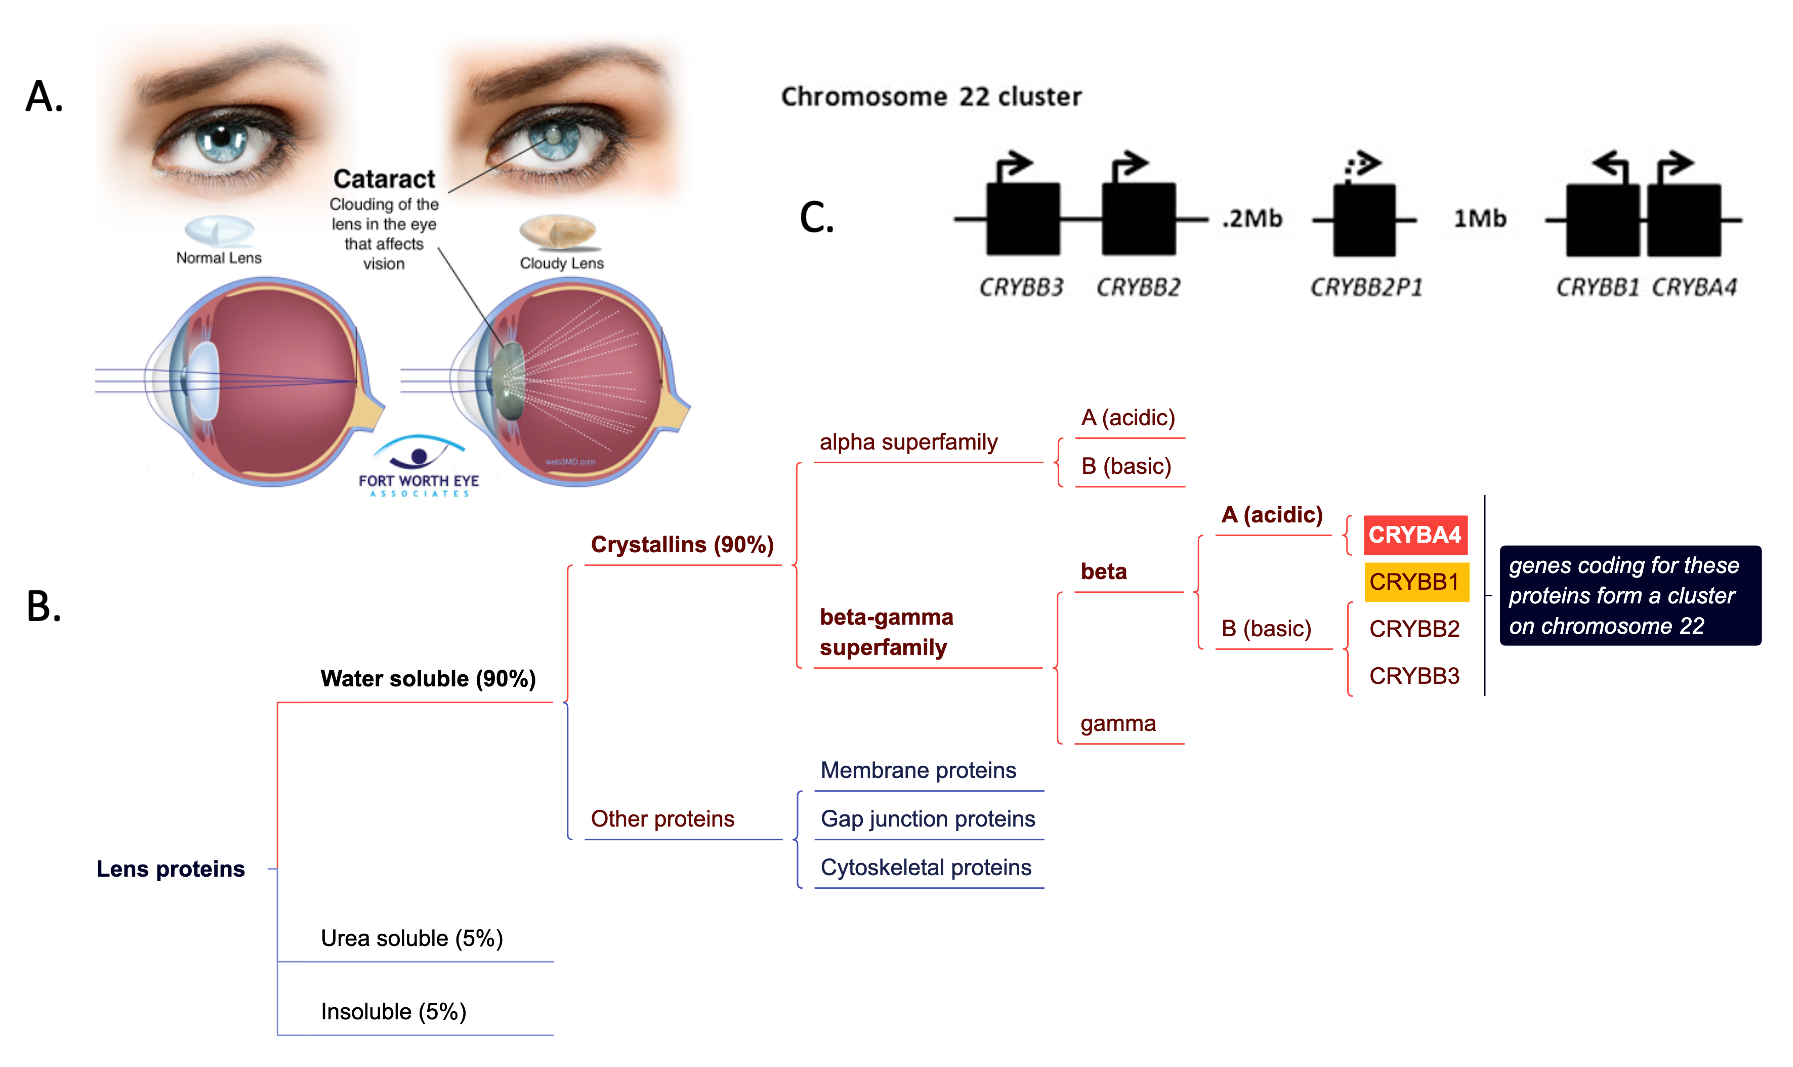 A.
Cataract
Clouding of the
lens in the eye
that affects
vision
Normal Lens
Cloudy Lens
web3MD.com
FORT WORTH EYE
ASSOCIATES
Chromosome 22 cluster
C.
.2Mb
1Mb
CRYBB3
CRYBB2
CRYBB2P1
CRYBB1
CRYBA4
B.
Lens proteins
Water soluble (90%)
Urea soluble (5%)
Insoluble (5%)
Crystallins (90%)
Other proteins
alpha superfamily
A (acidic)
B (basic)
beta-gamma
superfamily
beta
gamma
A (acidic)
B (basic)
CRYBA4
CRYBB1
CRYBB2
CRYBB3
genes coding for these
proteins form a cluster
on chromosome 22
Membrane proteins
Gap junction proteins
Cytoskeletal proteins